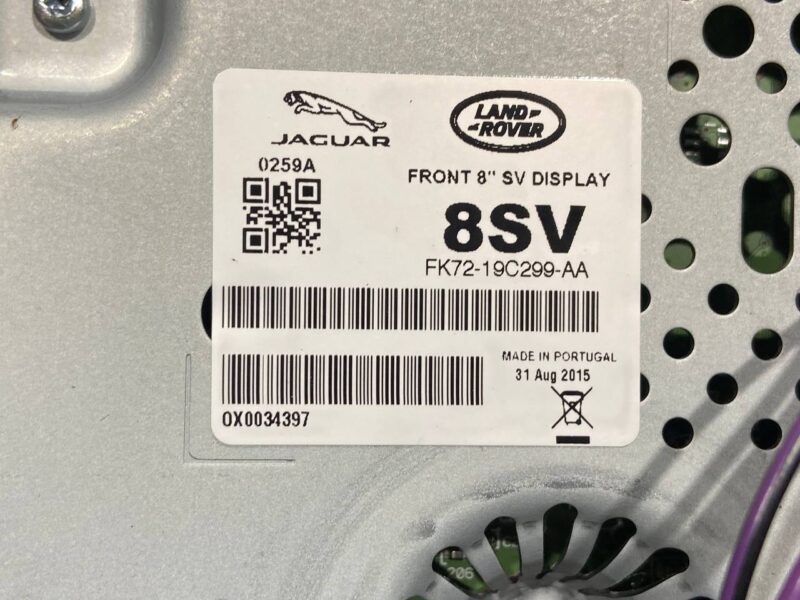 JAGUAR
LAND
ROVER
0259A
FRONT 8" SV DISPLAY
8SV
FK72-19C299-AA
MADE IN PORTUGAL
31 Aug 2015
0X0034397
206